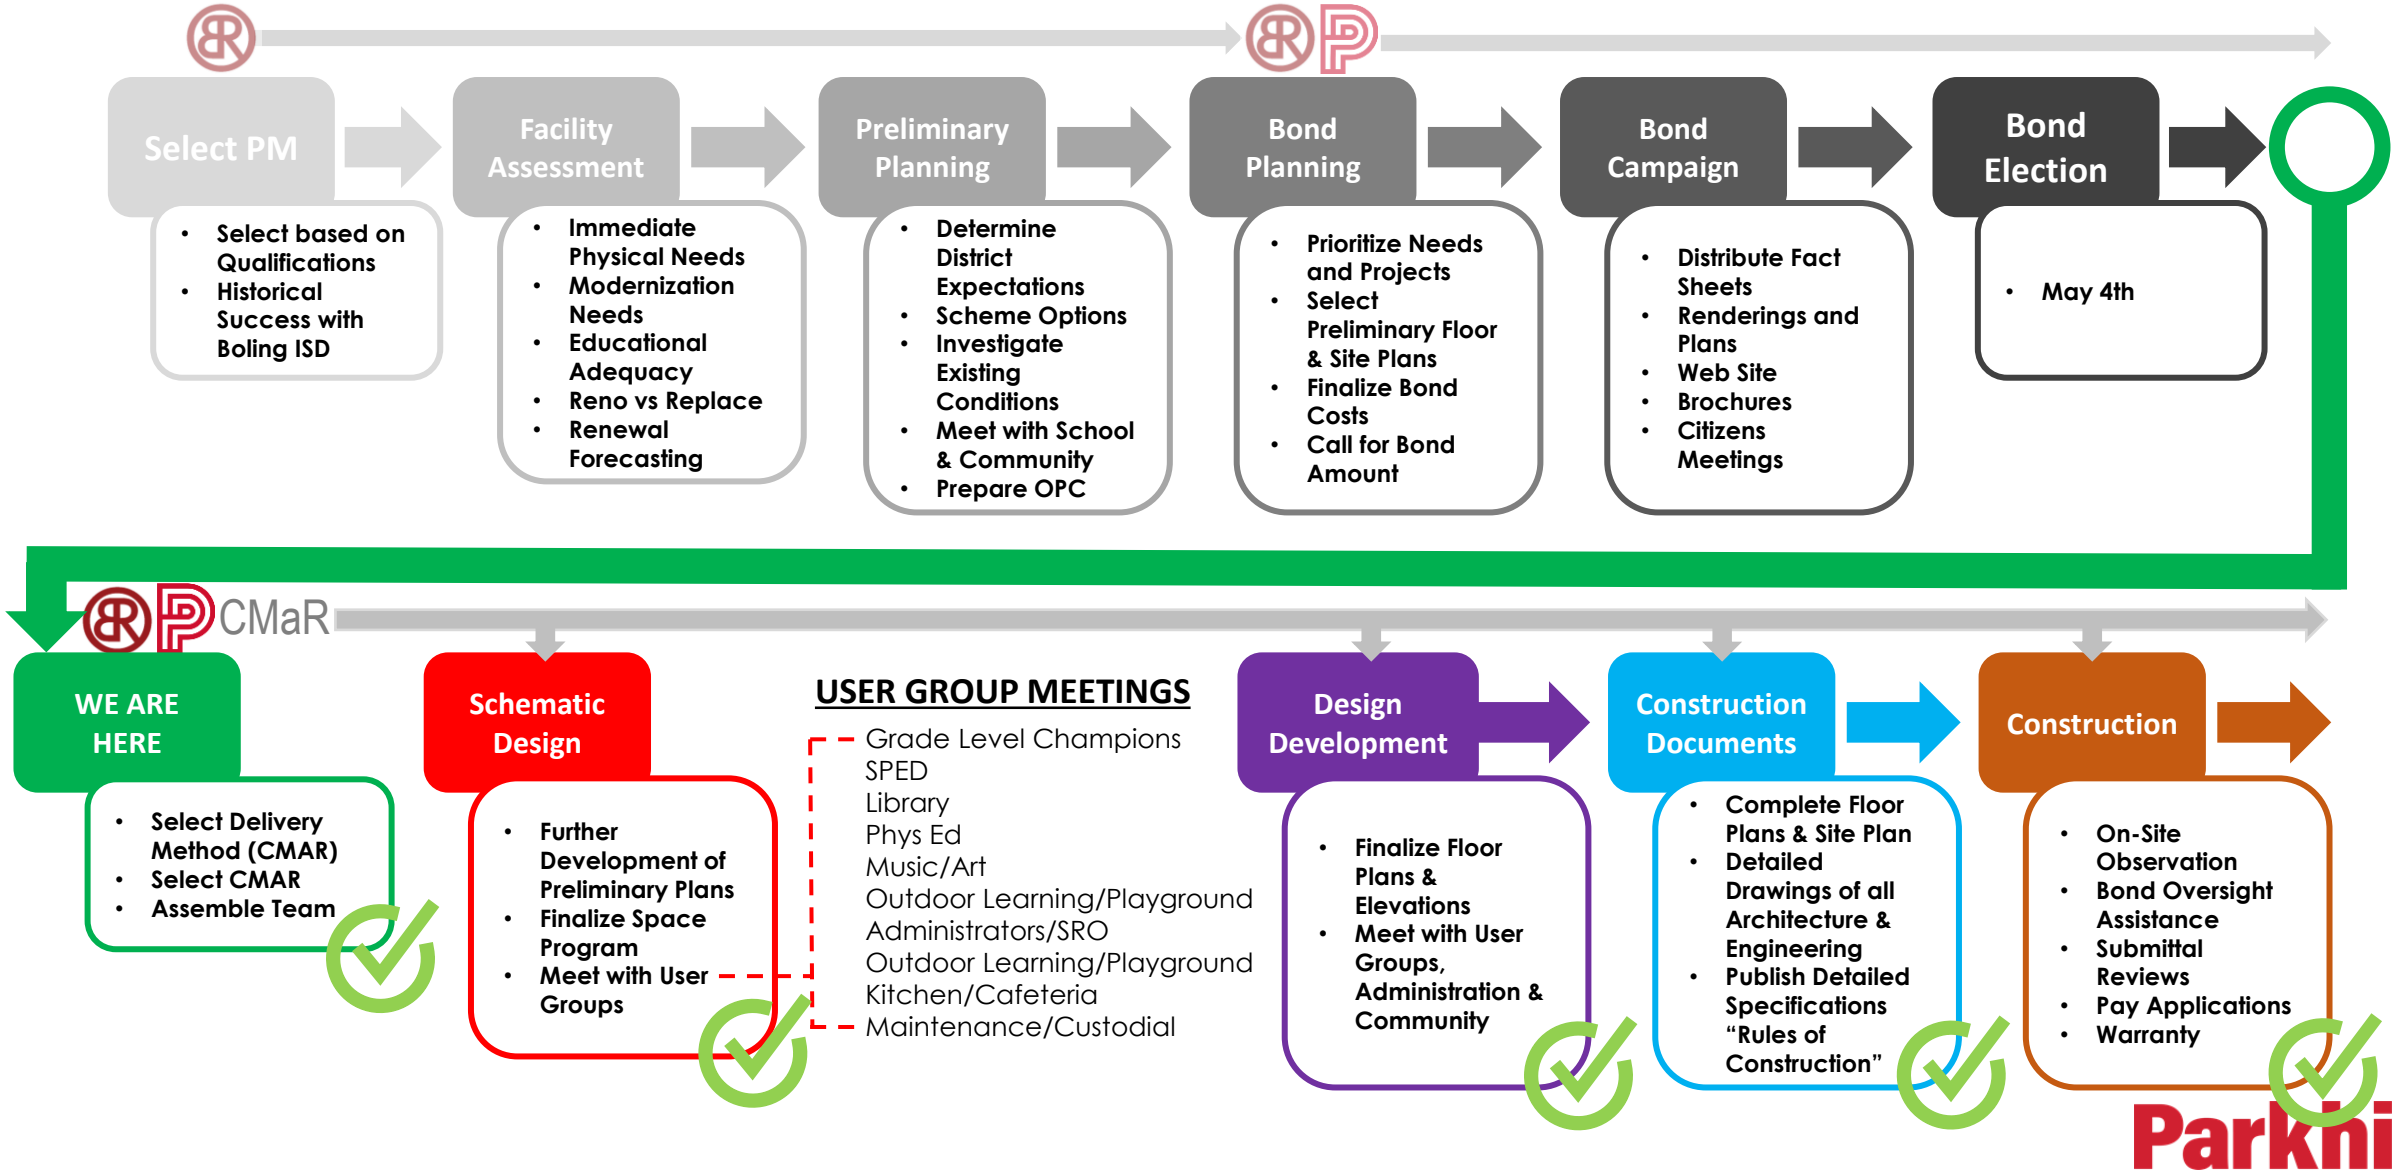 Select PM
• Select based on
Qualifications
• Historical
Success with
Boling ISD
Facility
Assessment
• Immediate
Physical Needs
• Modernization
Needs
• Educational
Adequacy
• Reno vs Replace
• Renewal
Forecasting
Preliminary
Planning
• Determine
District
Expectations
• Scheme Options
• Investigate
Existing
Conditions
• Meet with School
& Community
• Prepare OPC
Bond
Planning
• Prioritize Needs
and Projects
• Select
Preliminary Floor
& Site Plans
• Finalize Bond
Costs
• Call for Bond
Amount
Bond
Campaign
• Distribute Fact
Sheets
• Renderings and
Plans
• Web Site
• Brochures
• Citizens
Meetings
Bond
Election
• May 4th
CMaR
WE ARE
HERE
• Select Delivery
Method (CMAR)
• Select CMAR
• Assemble Team
Schematic
Design
• Further
Development of
Preliminary Plans
• Finalize Space
Program
• Meet with User
Groups
USER GROUP MEETINGS
Grade Level Champions
SPED
Library
Phys Ed
Music/Art
Outdoor Learning/Playground
Administrators/SRO
Outdoor Learning/Playground
Kitchen/Cafeteria
Maintenance/Custodial
Design
Development
• Finalize Floor
Plans &
Elevations
• Meet with User
Groups,
Administration &
Community
Construction
Documents
• Complete Floor
Plans & Site Plan
• Detailed
Drawings of all
Architecture &
Engineering
• Publish Detailed
Specifications
“Rules of
Construction”
Construction
• On-Site
Observation
• Bond Oversight
Assistance
• Submittal
Reviews
• Pay Applications
• Warranty
Parkhi